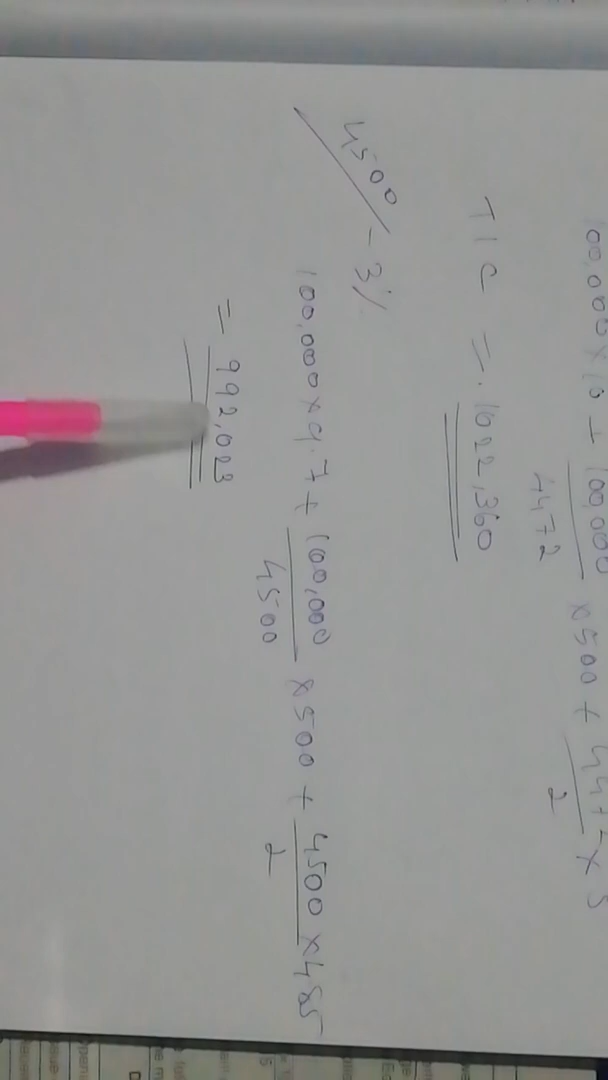 100,000 × 10 + 100,000 / 4472 × 500 + 4472 / 2 × 5
TIC = 1022,360
4500 - 3%
100,000 × 9.7 + 100,000 / 4500 × 500 + 4500 / 2 × 4.85
= 992,023